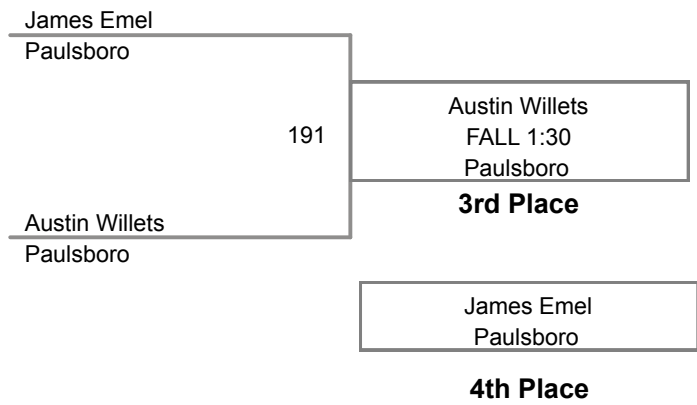 James Emel
Paulsboro
191
Austin Willets
FALL 1:30
Paulsboro
3rd Place
Austin Willets
Paulsboro
James Emel
Paulsboro
4th Place